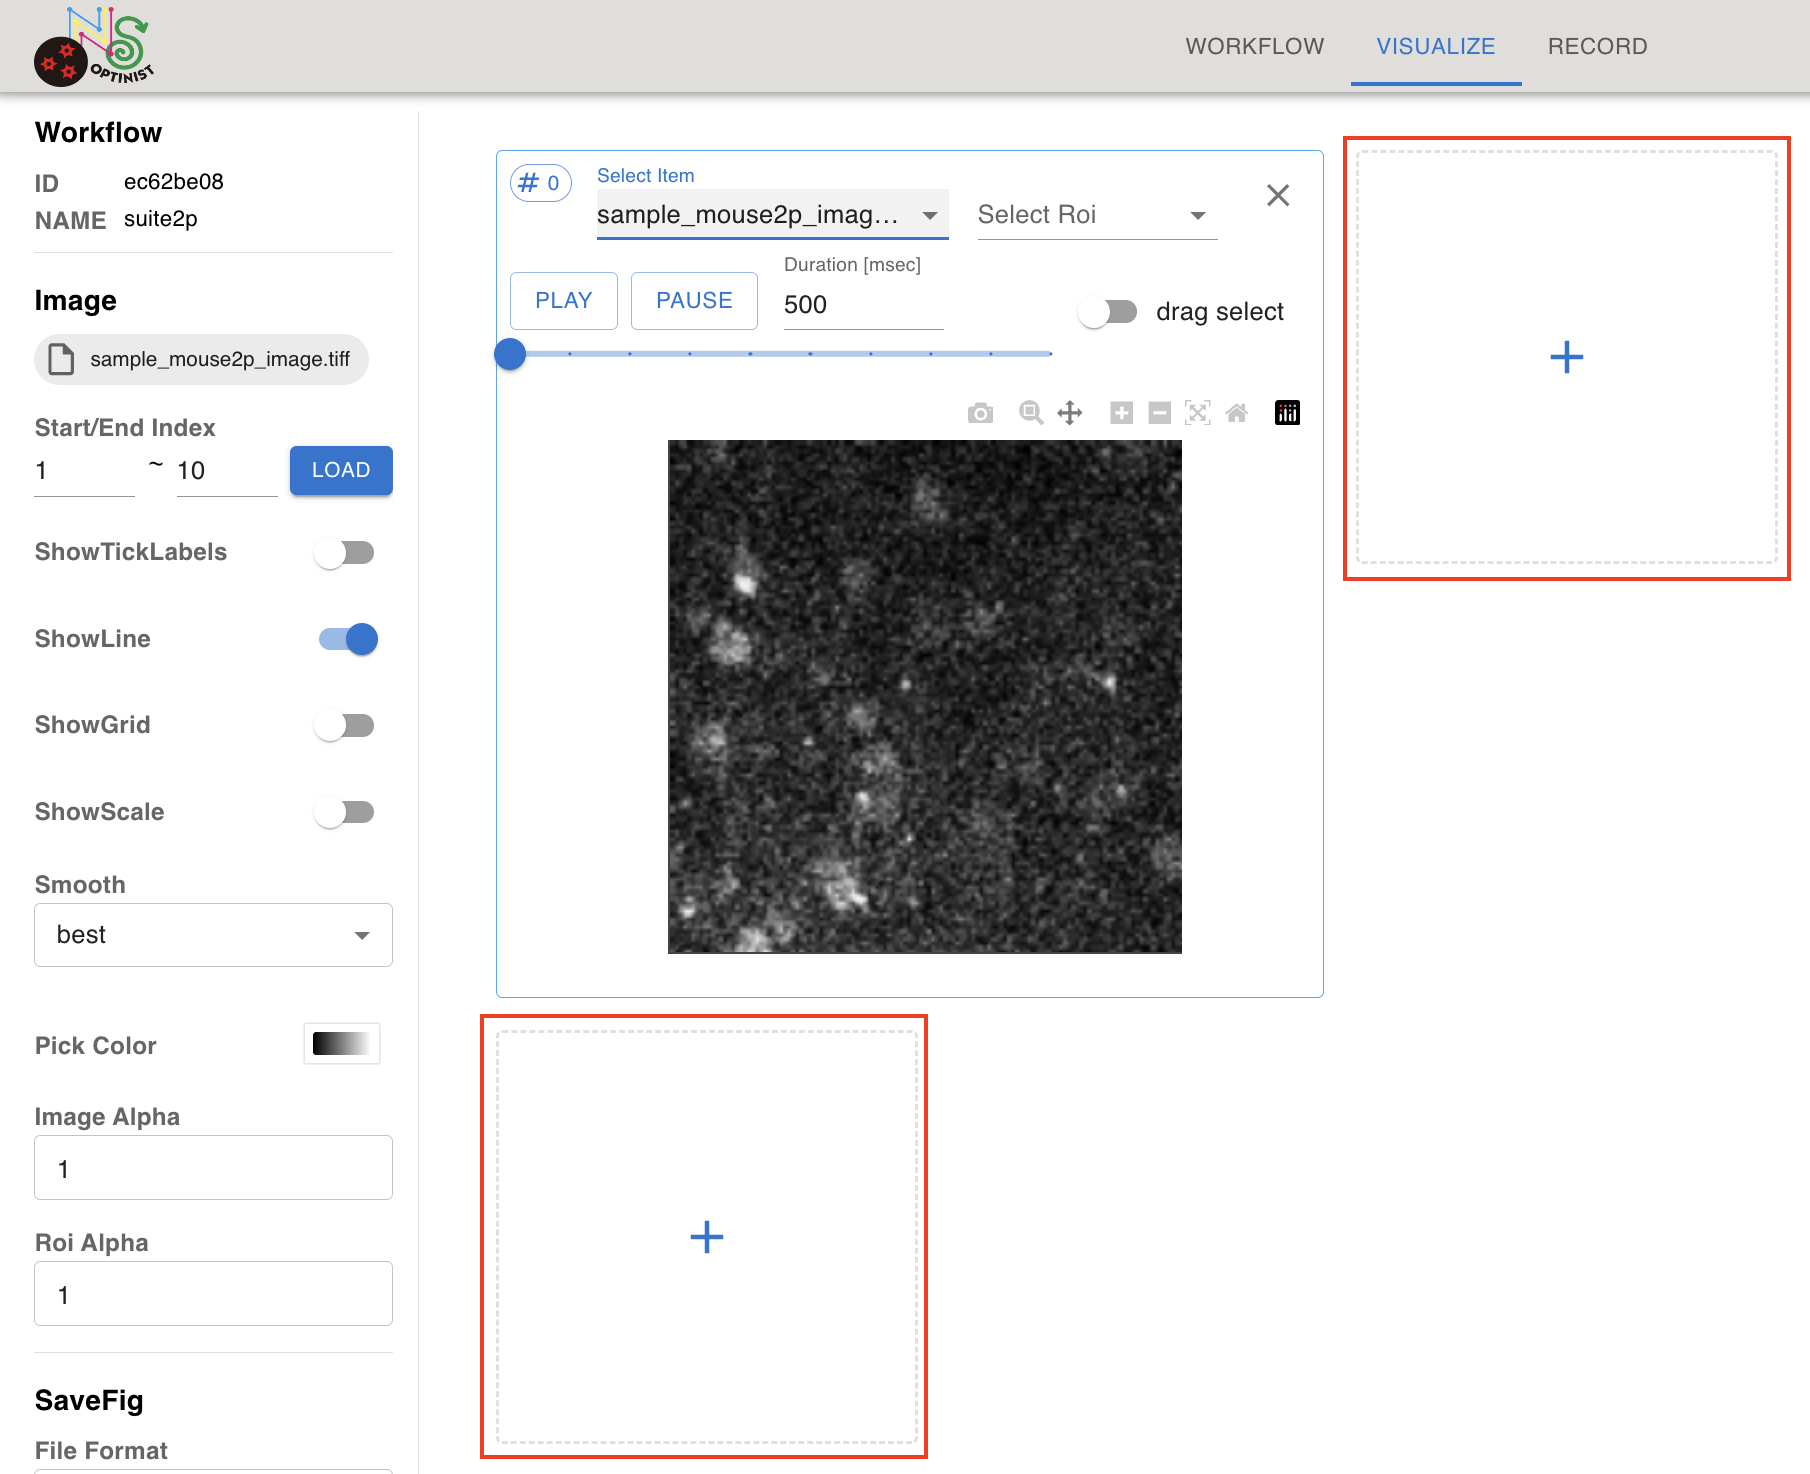 NS
OPTINIST
WORKFLOW VISUALIZE RECORD
Workflow
ID ec62be08
NAME suite2p
Image
sample_mouse2p_image.tiff
Start/End Index
1 ~ 10 LOAD
ShowTickLabels
ShowLine
ShowGrid
ShowScale
Smooth
best
Pick Color
Image Alpha
1
Roi Alpha
1
SaveFig
File Format
# 0
Select Item
sample_mouse2p_imag...
Select Roi
PLAY PAUSE
Duration [msec]
500
drag select